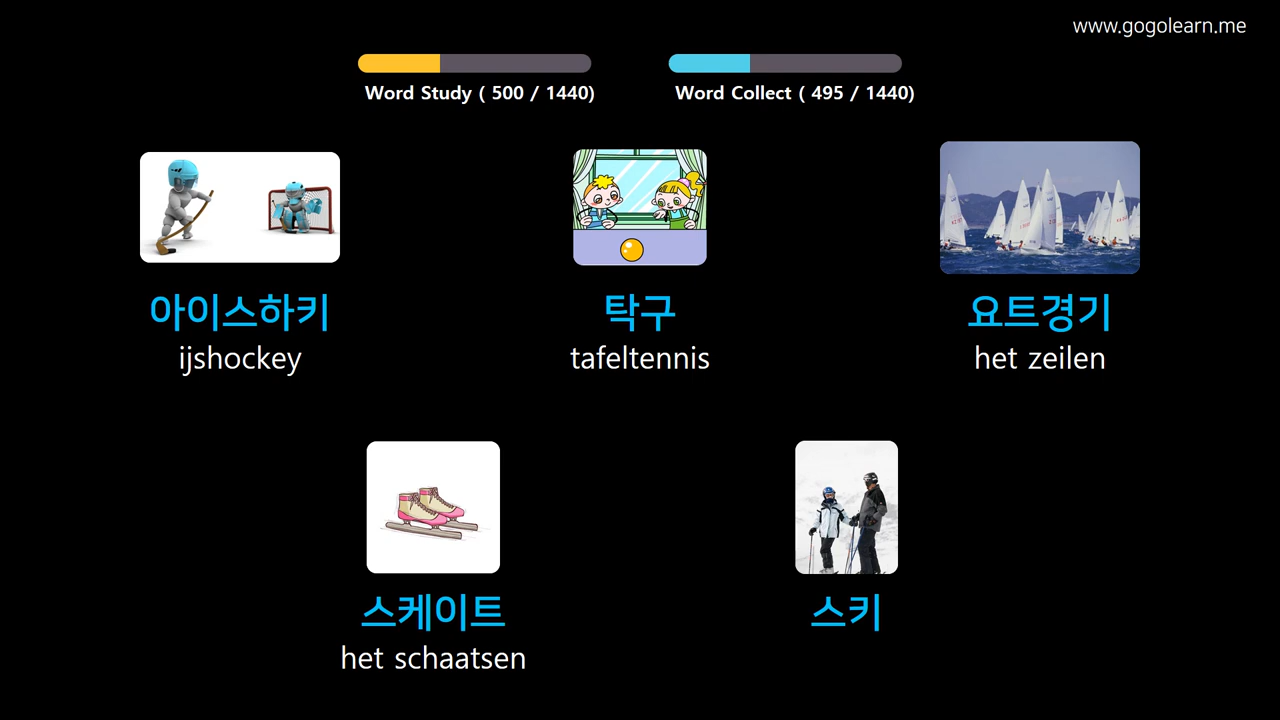 www.gogolearn.me
Word Study ( 500 / 1440)
Word Collect ( 495 / 1440)
아이스하키
ijshockey
탁구
tafeltennis
요트경기
het zeilen
스케이트
het schaatsen
스키